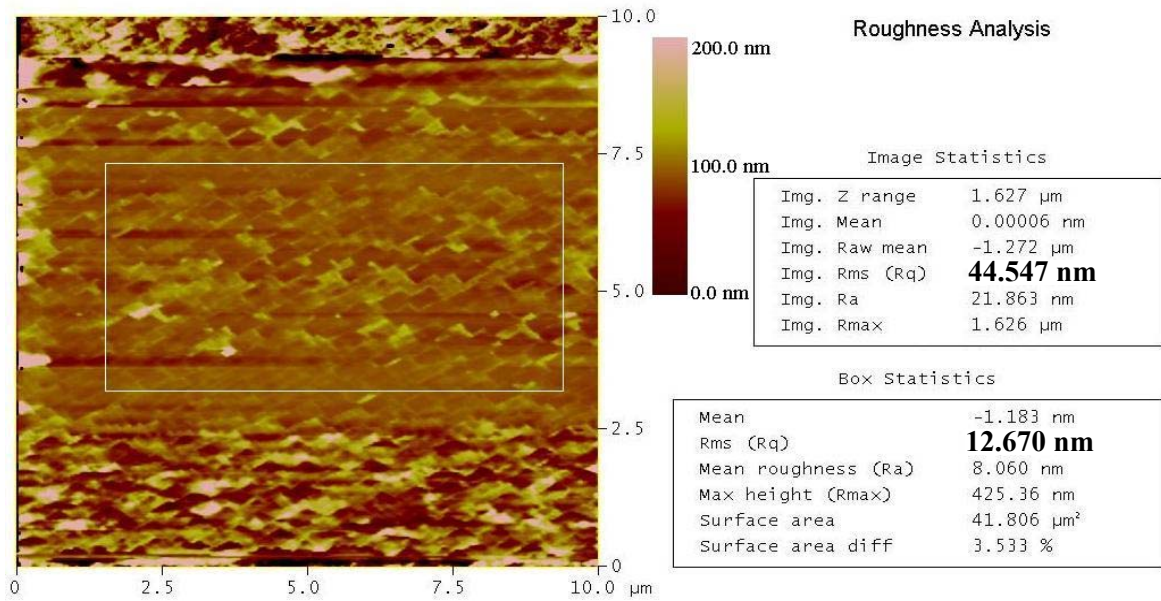 Roughness Analysis
10.0
7.5
5.0
2.5
0
0 2.5 5.0 7.5 10.0 µm
200.0 nm
100.0 nm
0.0 nm
Image Statistics
Img. Z range 1.627 µm
Img. Mean 0.00006 nm
Img. Raw mean -1.272 µm
Img. Rms (Rq) 44.547 nm
Img. Ra 21.863 nm
Img. Rmax 1.626 µm
Box Statistics
Mean -1.183 nm
Rms (Rq) 12.670 nm
Mean roughness (Ra) 8.060 nm
Max height (Rmax) 425.36 nm
Surface area 41.806 µm²
Surface area diff 3.533 %